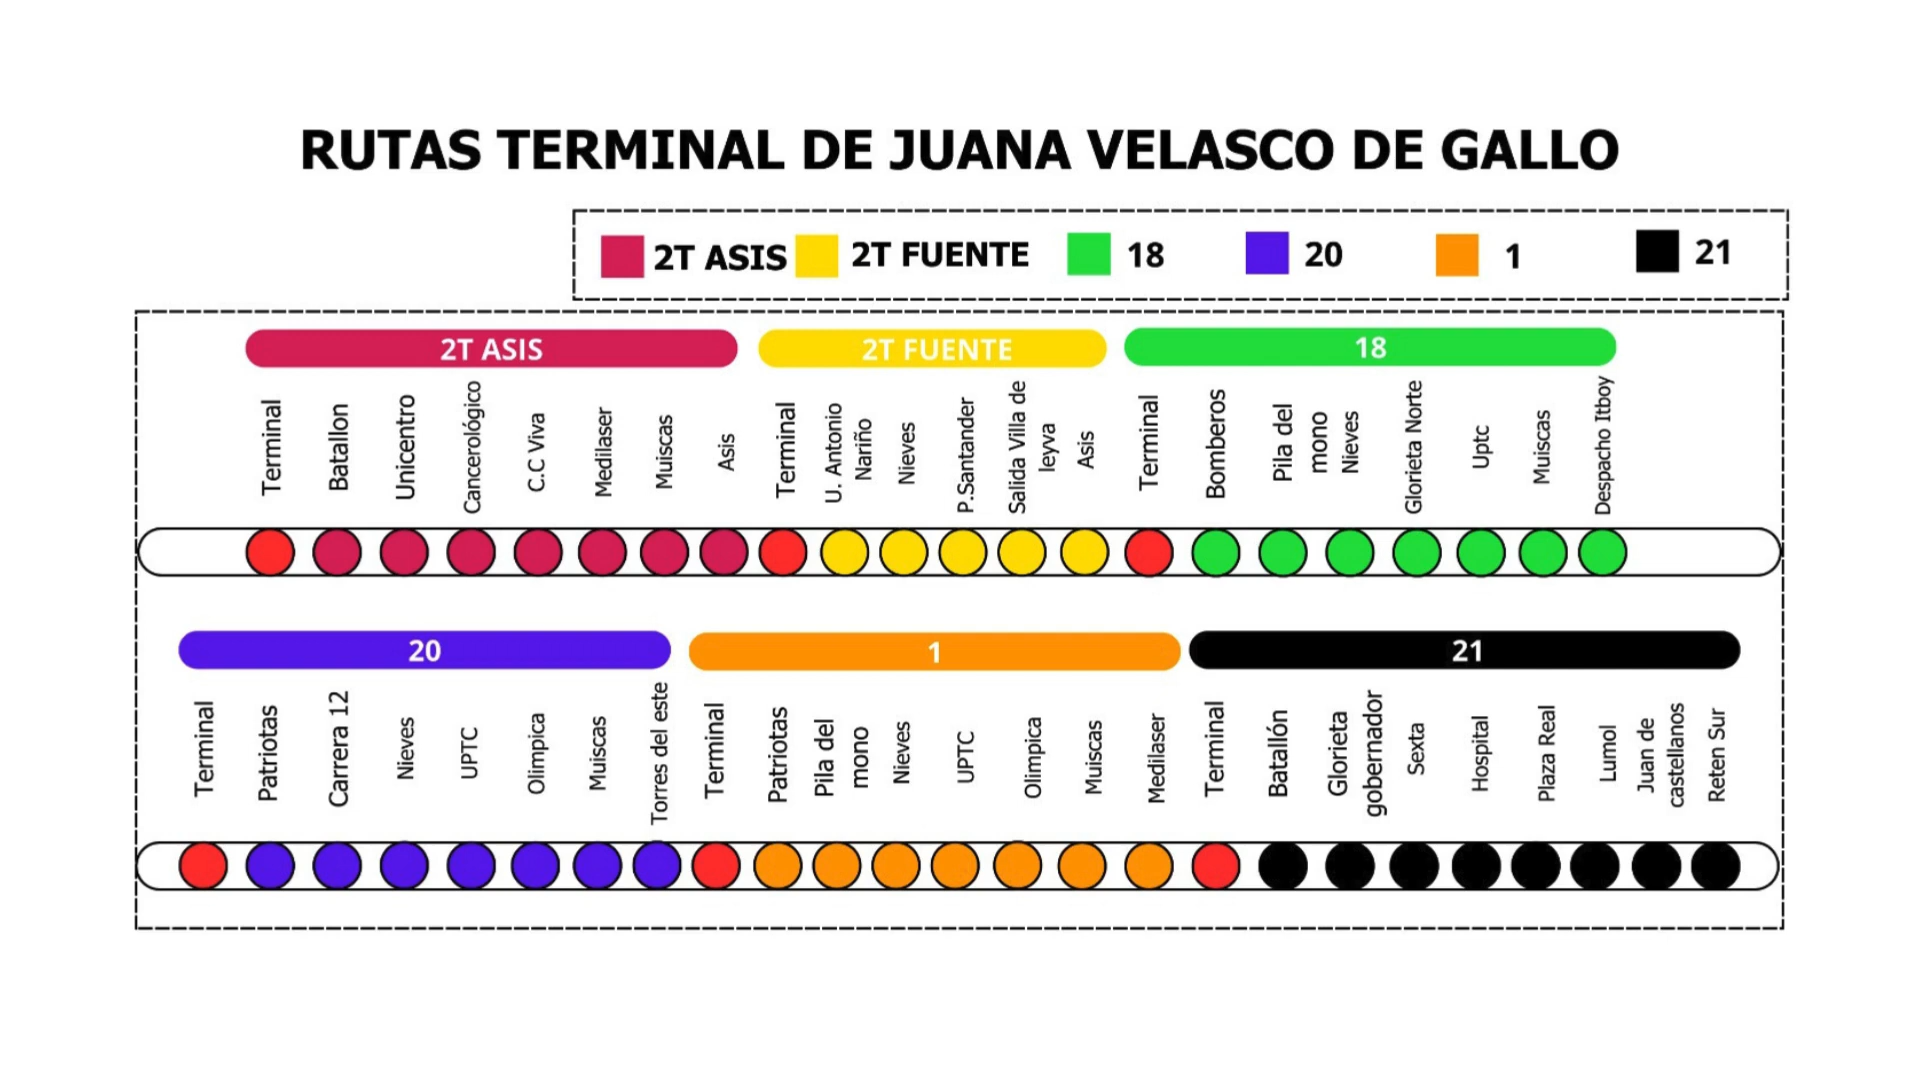 RUTAS TERMINAL DE JUANA VELASCO DE GALLO
2T ASIS
2T FUENTE
18
20
1
21
2T ASIS
2T FUENTE
18
Terminal
Batallon
Unicentro
Cancerológico
C.C Viva
Medilaser
Muiscas
Asis
Terminal
U. Antonio
Nariño
Nieves
P.Santander
Salida Villa de
leyva
Asis
Terminal
Bomberos
Pila del
mono
Nieves
Glorieta Norte
Uptc
Muiscas
Despacho Itboy
20
1
21
Terminal
Patriotas
Carrera 12
Nieves
UPTC
Olimpica
Muiscas
Torres del este
Terminal
Patriotas
Pila del
mono
Nieves
UPTC
Olimpica
Muiscas
Medilaser
Terminal
Batallón
Glorieta
gobernador
Sexta
Hospital
Plaza Real
Lumol
Juan de
castellanos
Reten Sur